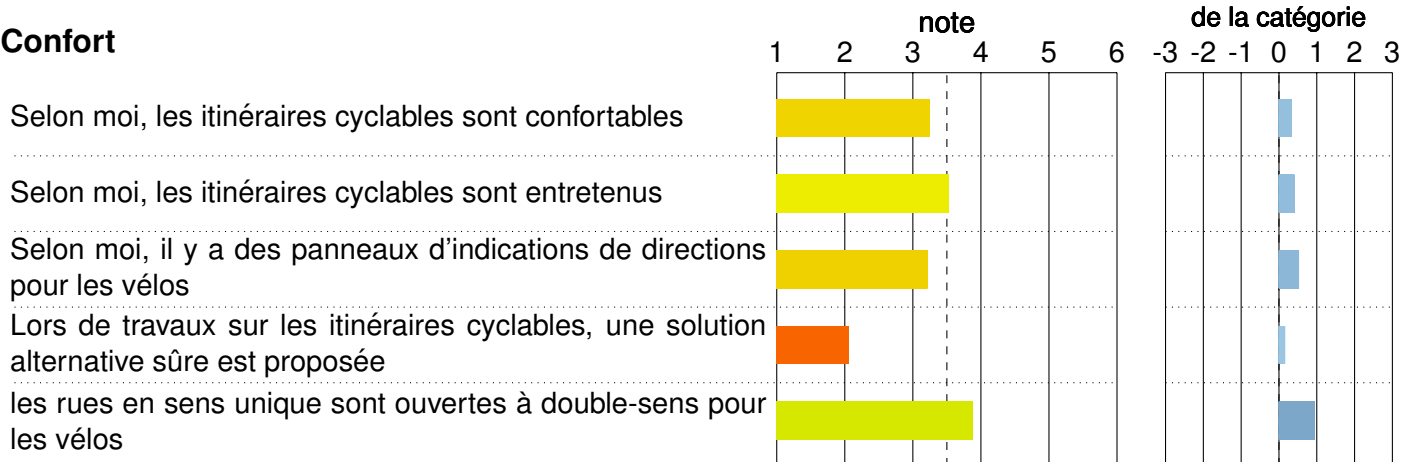 note
de la catégorie
Confort
1 2 3 4 5 6
-3 -2 -1 0 1 2 3
Selon moi, les itinéraires cyclables sont confortables
Selon moi, les itinéraires cyclables sont entretenus
Selon moi, il y a des panneaux d'indications de directions
pour les vélos
Lors de travaux sur les itinéraires cyclables, une solution
alternative sûre est proposée
les rues en sens unique sont ouvertes à double-sens pour
les vélos